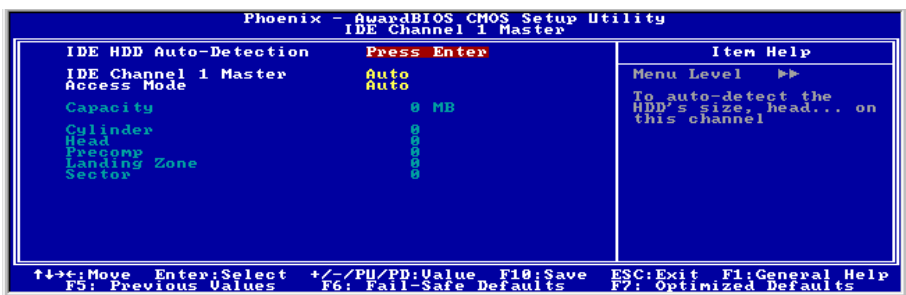 Phoenix - AwardBIOS CMOS Setup Utility
IDE Channel 1 Master
IDE HDD Auto-Detection Press Enter
IDE Channel 1 Master Auto
Access Mode Auto
Capacity 0 MB
Cylinder 0
Head 0
Precomp 0
Landing Zone 0
Sector 0
Item Help
Menu Level ▶▶
To auto-detect the
HDD's size, head... on
this channel
↑↓→←:Move Enter:Select +/-/PU/PD:Value F10:Save ESC:Exit F1:General Help
F5: Previous Values F6: Fail-Safe Defaults F7: Optimized Defaults